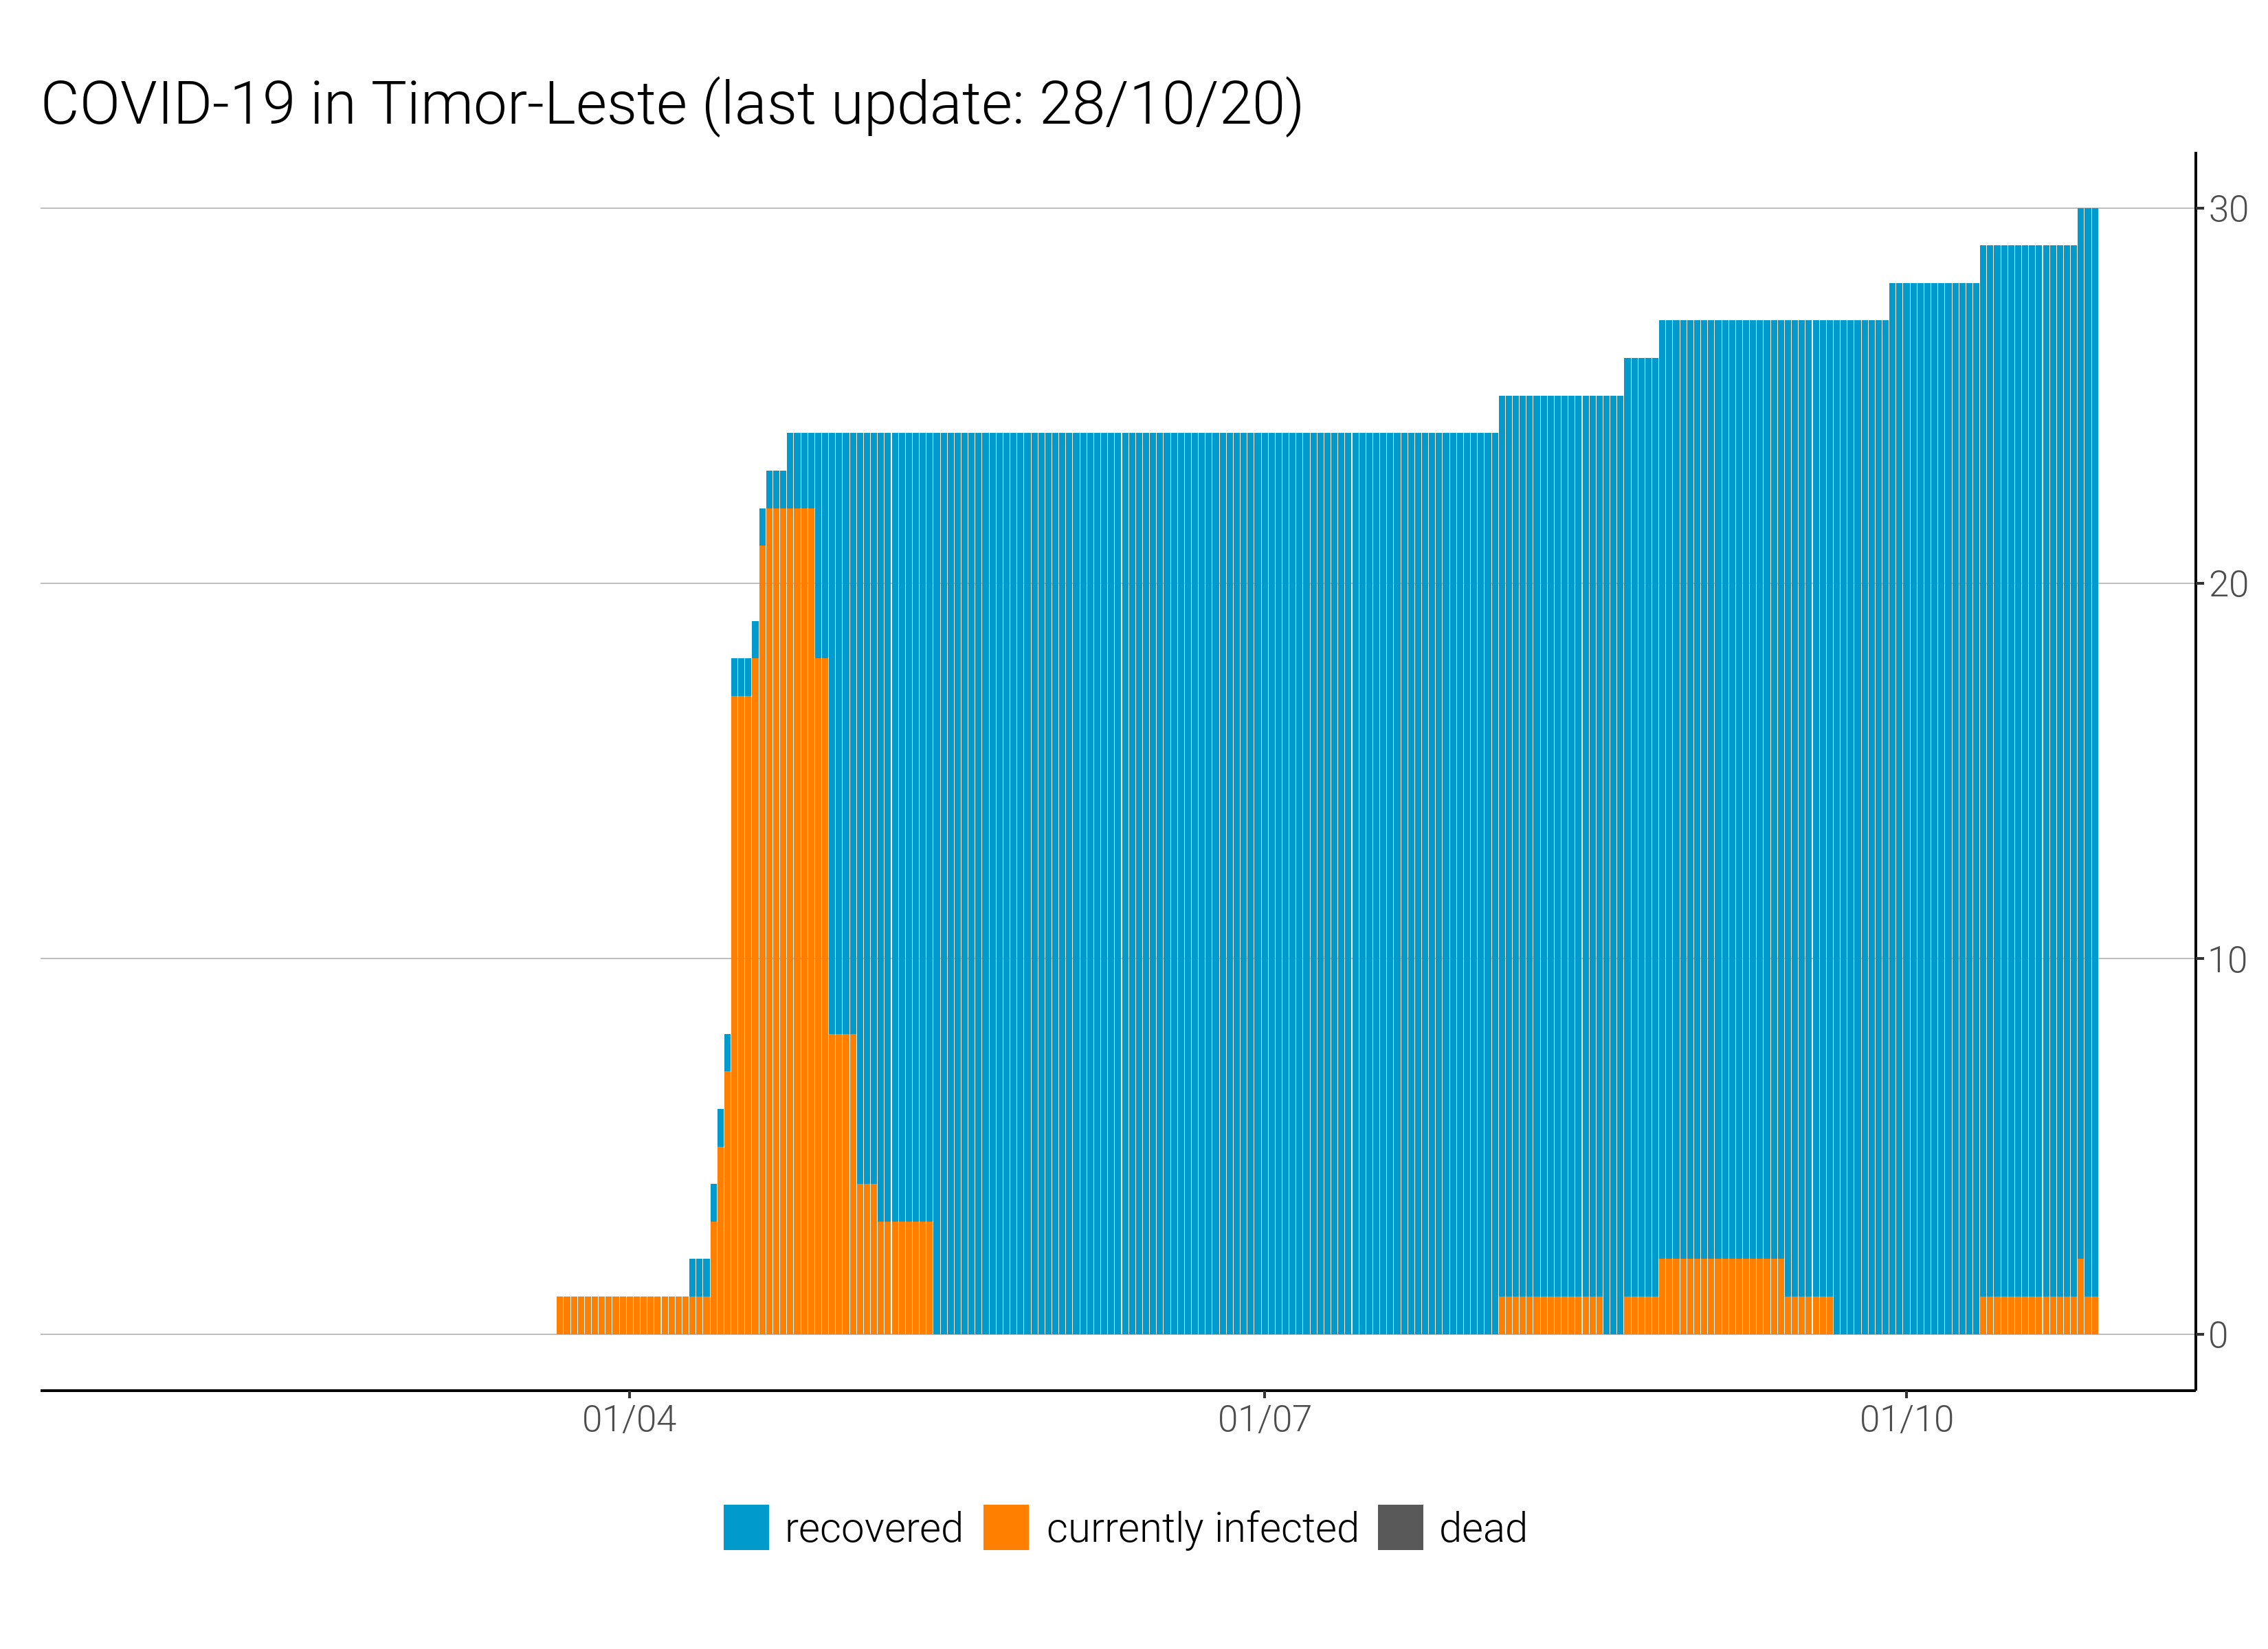 COVID-19 in Timor-Leste (last update: 28/10/20)
30
20
10
0
01/04 01/07 01/10
recovered currently infected dead